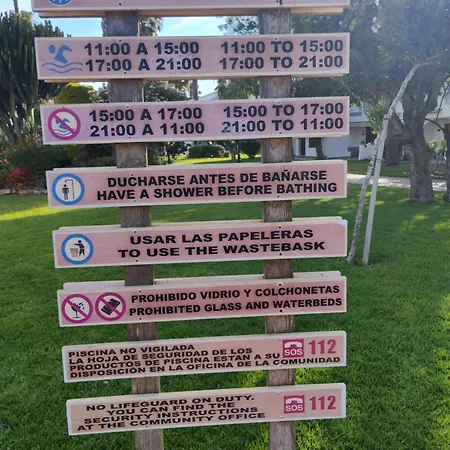 11:00 A 15:00 11:00 TO 15:00
17:00 A 21:00 17:00 TO 21:00
15:00 A 17:00 15:00 TO 17:00
21:00 A 11:00 21:00 TO 11:00
DUCHARSE ANTES DE BAÑARSE
HAVE A SHOWER BEFORE BATHING
USAR LAS PAPELERAS
TO USE THE WASTEBASK
PROHIBIDO VIDRIO Y COLCHONETAS
PROHIBITED GLASS AND WATERBEDS
PISCINA NO VIGILADA
LA HOJA DE SEGURIDAD DE LOS
PRODUCTOS DE PISCINA ESTAN A SU
DISPOSICION EN LA OFICINA DE LA COMUNIDAD
SOS 112
NO LIFEGUARD ON DUTY.
YOU CAN FIND THE
SECURITY INSTRUCTIONS
AT THE COMMUNITY OFFICE
SOS 112